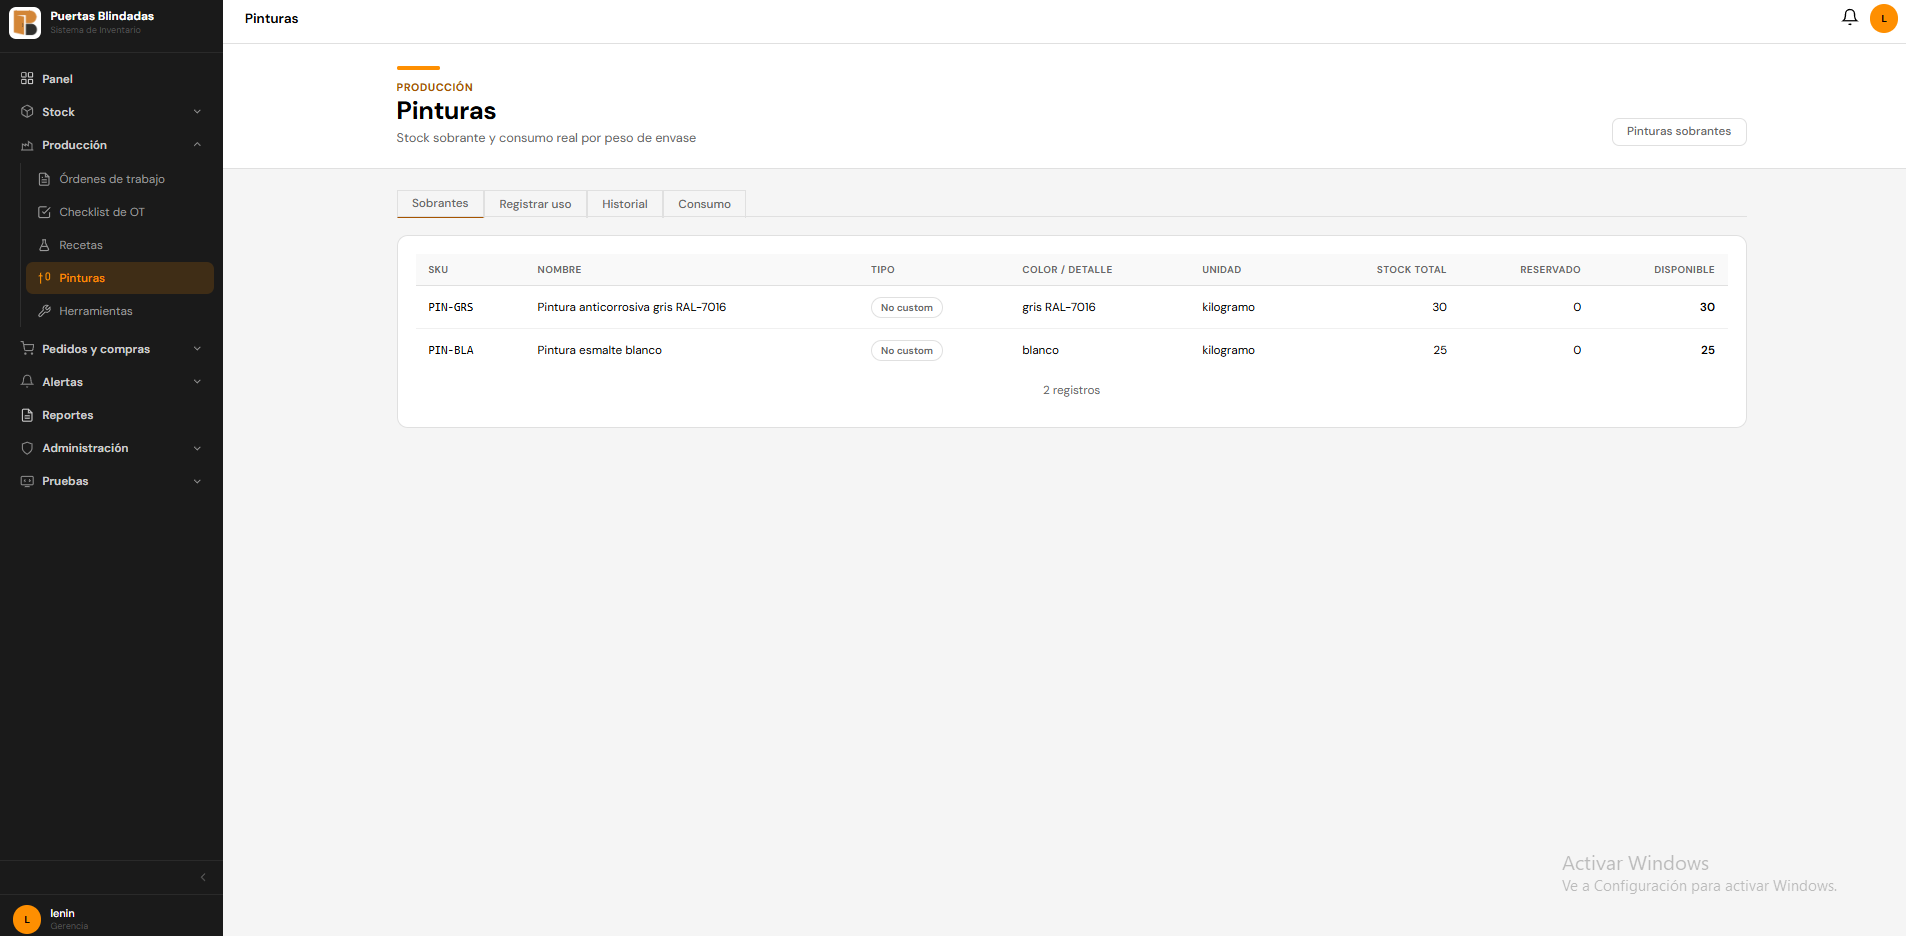 Puertas Blindadas
Sistema de Inventario
Pinturas
L
Panel
Stock
Producción
Órdenes de trabajo
Checklist de OT
Recetas
Pinturas
Herramientas
Pedidos y compras
Alertas
Reportes
Administración
Pruebas
lenin
Gerencia
L
PRODUCCIÓN
Pinturas
Stock sobrante y consumo real por peso de envase
Pinturas sobrantes
Sobrantes Registrar uso Historial Consumo
SKU NOMBRE TIPO COLOR / DETALLE UNIDAD STOCK TOTAL RESERVADO DISPONIBLE
PIN-GRS Pintura anticorrosiva gris RAL-7016 No custom gris RAL-7016 kilogramo 30 0 30
PIN-BLA Pintura esmalte blanco No custom blanco kilogramo 25 0 25
2 registros
Activar Windows
Ve a Configuración para activar Windows.